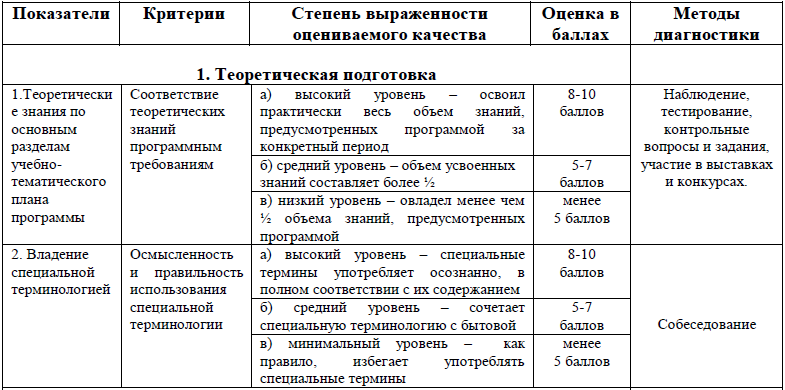 Показатели
Критерии
Степень выраженности
оцениваемого качества
Оценка в
баллах
Методы
диагностики
1. Теоретическая подготовка
1.Теоретически
е знания по
основным
разделам
учебно-
тематического
плана
программы
Соответствие
теоретических
знаний
программным
требованиям
а) высокий уровень – освоил
практически весь объем знаний,
предусмотренных программой за
конкретный период
8-10
баллов
Наблюдение,
тестирование,
контрольные
вопросы и задания,
участие в выставках
и конкурсах.
б) средний уровень – объем усвоенных
знаний составляет более ½
5-7
баллов
в) низкий уровень – овладел менее чем
½ объема знаний, предусмотренных
программой
менее
5 баллов
2. Владение
специальной
терминологией
Осмысленность
и правильность
использования
специальной
терминологии
а) высокий уровень – специальные
термины употребляет осознанно, в
полном соответствии с их содержанием
8-10
баллов
Собеседование
б) средний уровень – сочетает
специальную терминологию с бытовой
5-7
баллов
в) минимальный уровень – как
правило, избегает употреблять
специальные термины
менее
5 баллов